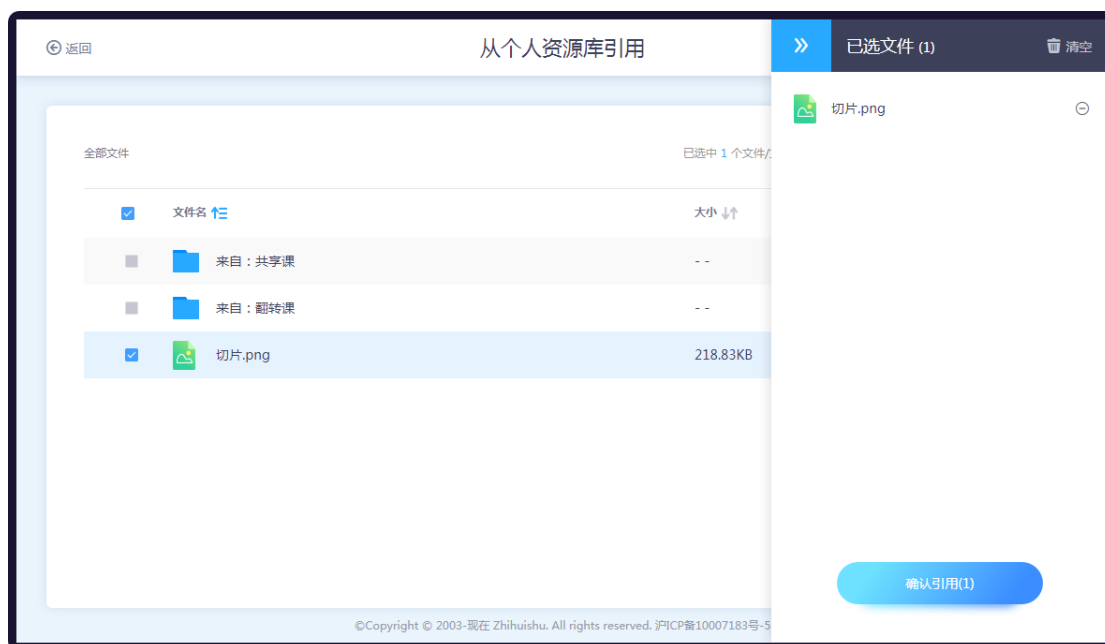 返回
从个人资源库引用
已选文件 (1)
清空
切片.png
全部文件
已选中 1 个文件/
文件名
大小
来自：共享课
- -
来自：翻转课
- -
切片.png
218.83KB
确认引用(1)
©Copyright © 2003-现在 Zhihuishu. All rights reserved. 沪ICP备10007183号-5